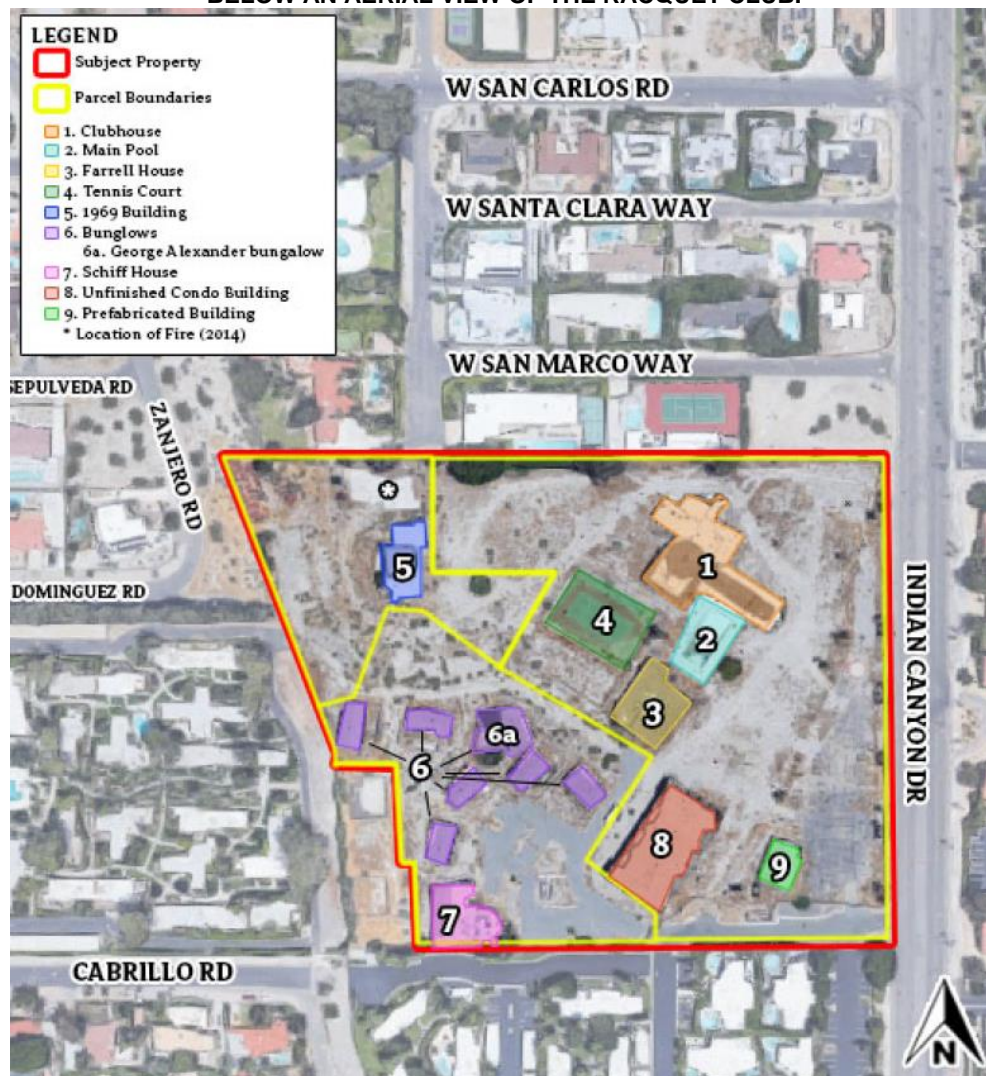 BELOW AN AERIAL VIEW OF THE RACQUET CLUB.
LEGEND
Subject Property
Parcel Boundaries
1. Clubhouse
2. Main Pool
3. Farrell House
4. Tennis Court
5. 1969 Building
6. Bunglows
6a. George Alexander bungalow
7. Schiff House
8. Unfinished Condo Building
9. Prefabricated Building
* Location of Fire (2014)
W SAN CARLOS RD
W SANTA CLARA WAY
W SAN MARCO WAY
SEPULVEDA RD
ZANJERO RD
DOMINGUEZ RD
INDIAN CANYON DR
CABRILLO RD
*
5
1
4
2
3
6a
6
8
9
7
N